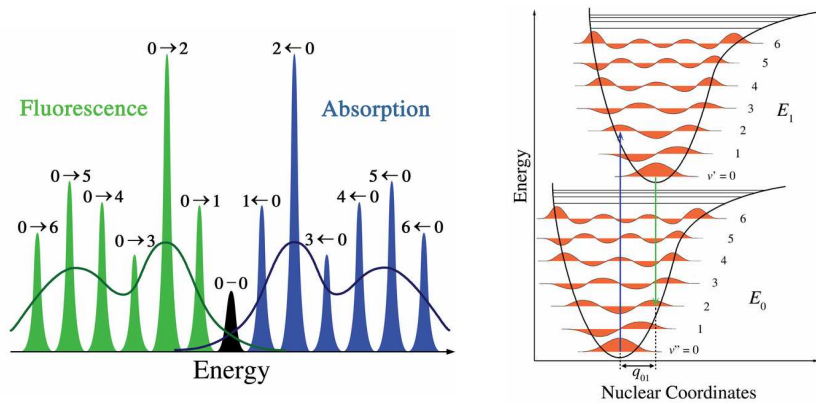 0→2
2←0
Fluorescence
Absorption
0→5
5←0
0→4
4←0
0→6
0→1
1←0
6←0
0→3
3←0
0–0
Energy
Energy
6
5
4
3
E1
2
1
v' = 0
6
5
4
3
E0
2
1
v'' = 0
q01
Nuclear Coordinates